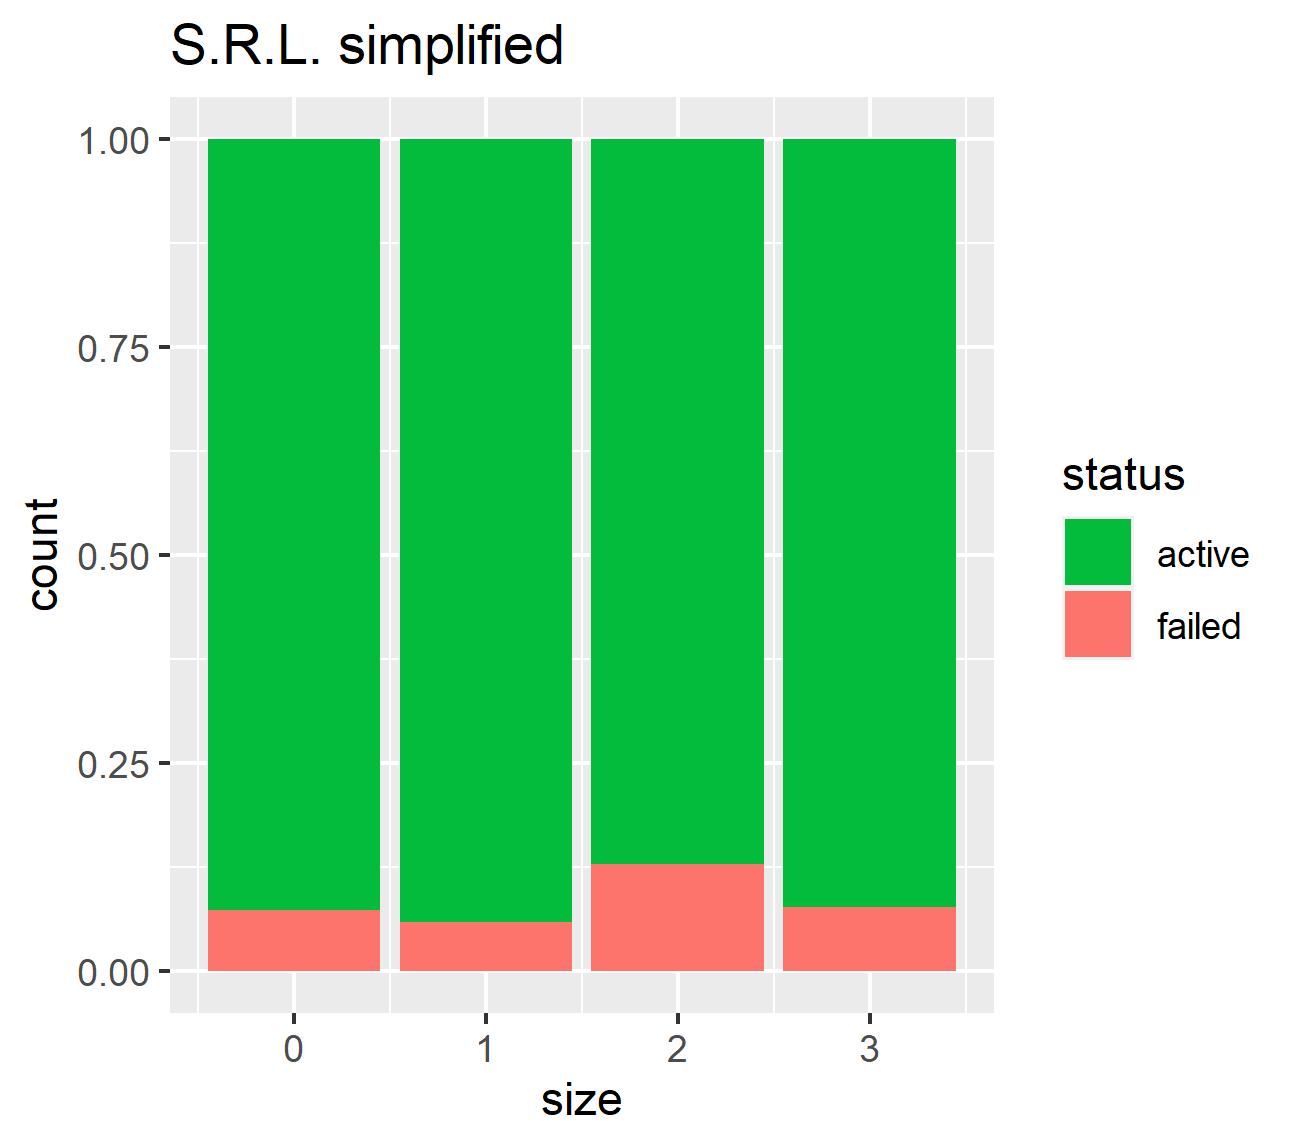 S.R.L. simplified
1.00
0.75
0.50
0.25
0.00
count
0 1 2 3
size
status
active
failed